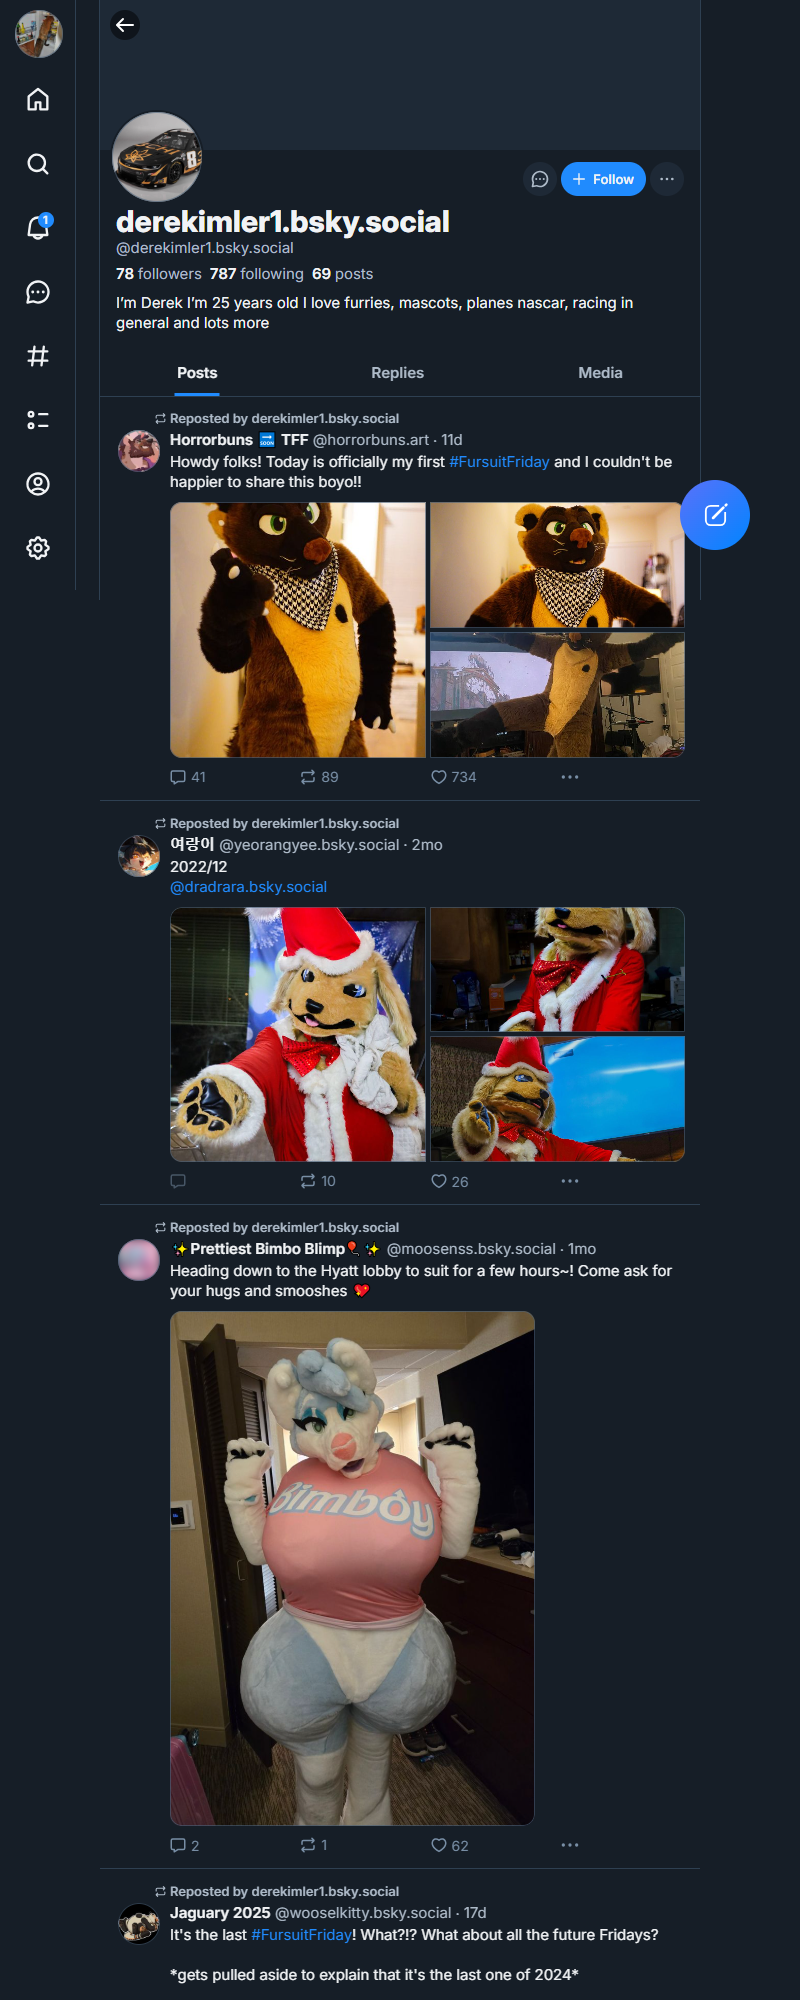 1
8
Follow
derekimler1.bsky.social
@derekimler1.bsky.social
78 followers 787 following 69 posts
I'm Derek I'm 25 years old I love furries, mascots, planes nascar, racing in
general and lots more
Posts Replies Media
Reposted by derekimler1.bsky.social
Horrorbuns 🔜 TFF @horrorbuns.art · 11d
Howdy folks! Today is officially my first #FursuitFriday and I couldn't be
happier to share this boyo!!
41 89 734
Reposted by derekimler1.bsky.social
여랑이 @yeorangyee.bsky.social · 2mo
2022/12
@dradrara.bsky.social
10 26
Reposted by derekimler1.bsky.social
✨Prettiest Bimbo Blimp🎈✨ @moosenss.bsky.social · 1mo
Heading down to the Hyatt lobby to suit for a few hours~! Come ask for
your hugs and smooshes 💖
Bimboy
2 1 62
Reposted by derekimler1.bsky.social
Jaguary 2025 @wooselkitty.bsky.social · 17d
It's the last #FursuitFriday! What?!? What about all the future Fridays?
*gets pulled aside to explain that it's the last one of 2024*